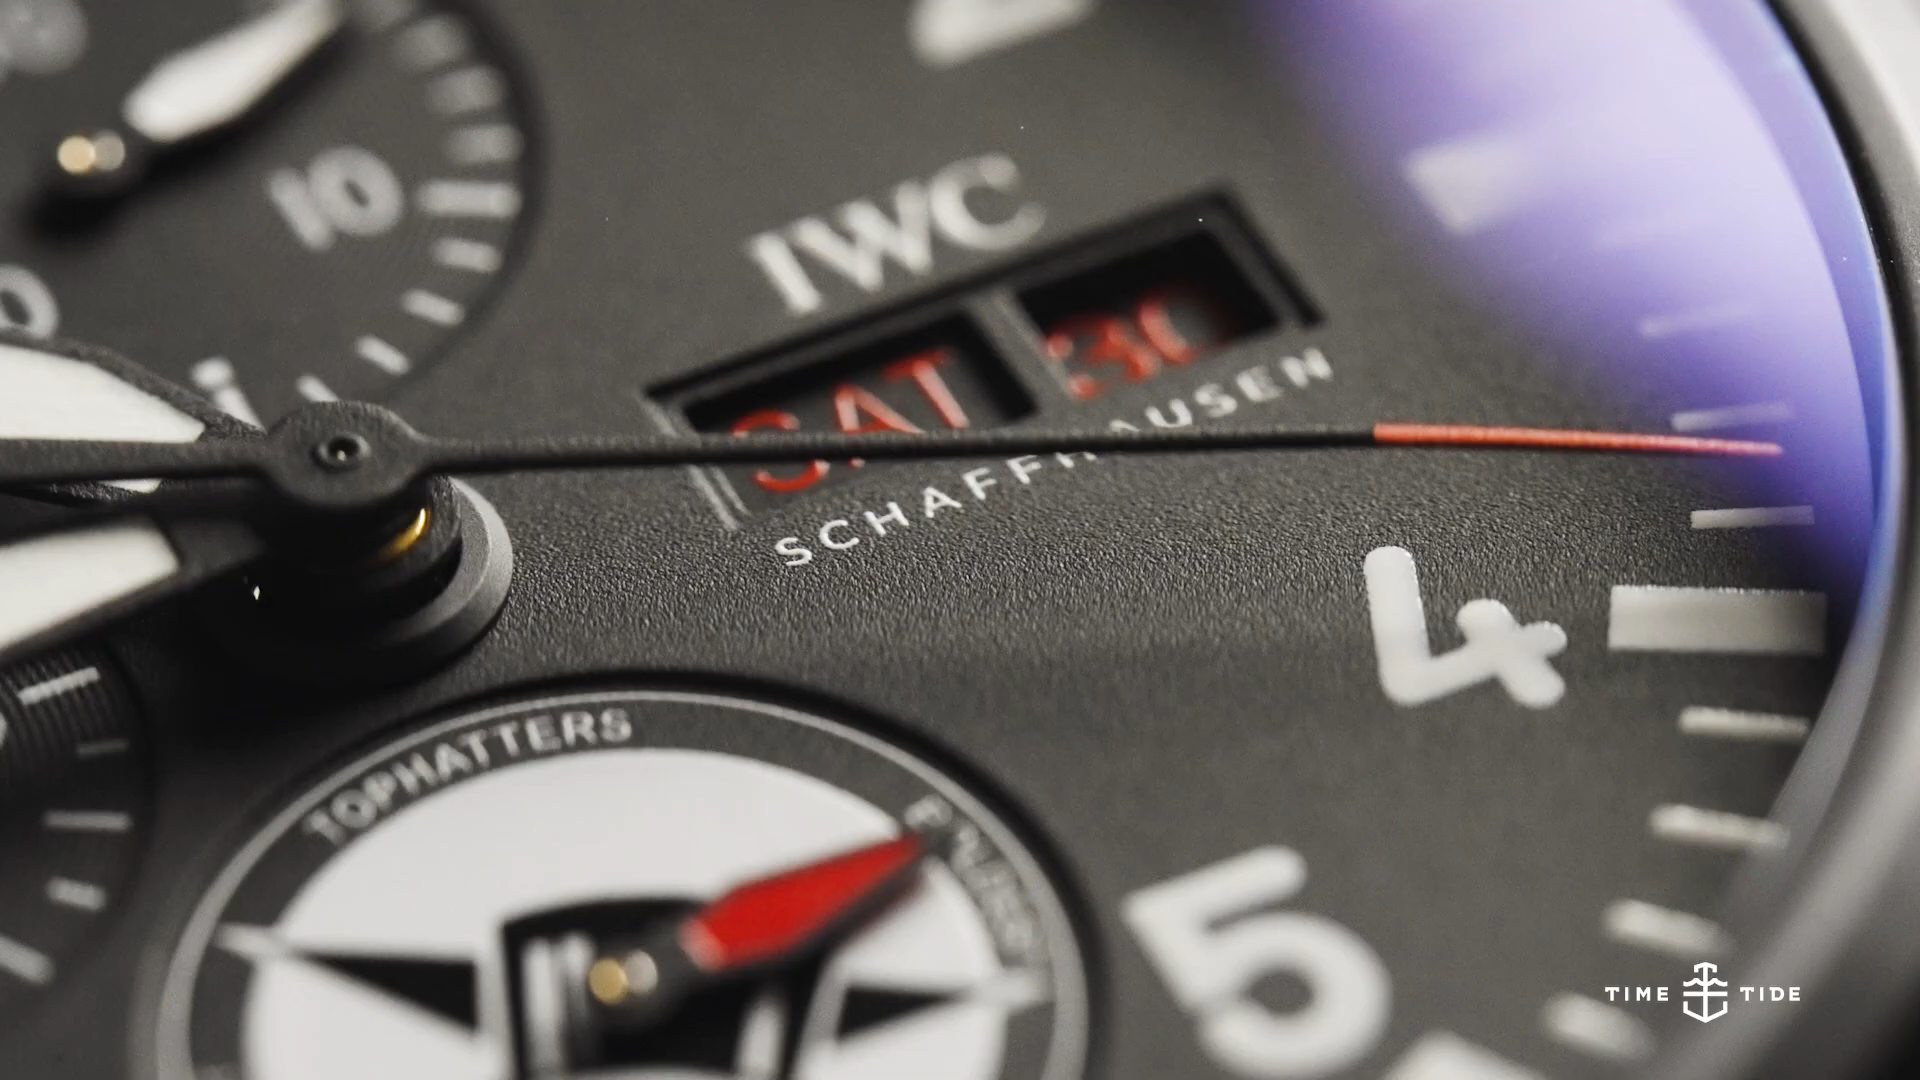 10
IWC
SAT 30
SCHAFFHAUSEN
4
TOPHATTERS
5
TIME TIDE